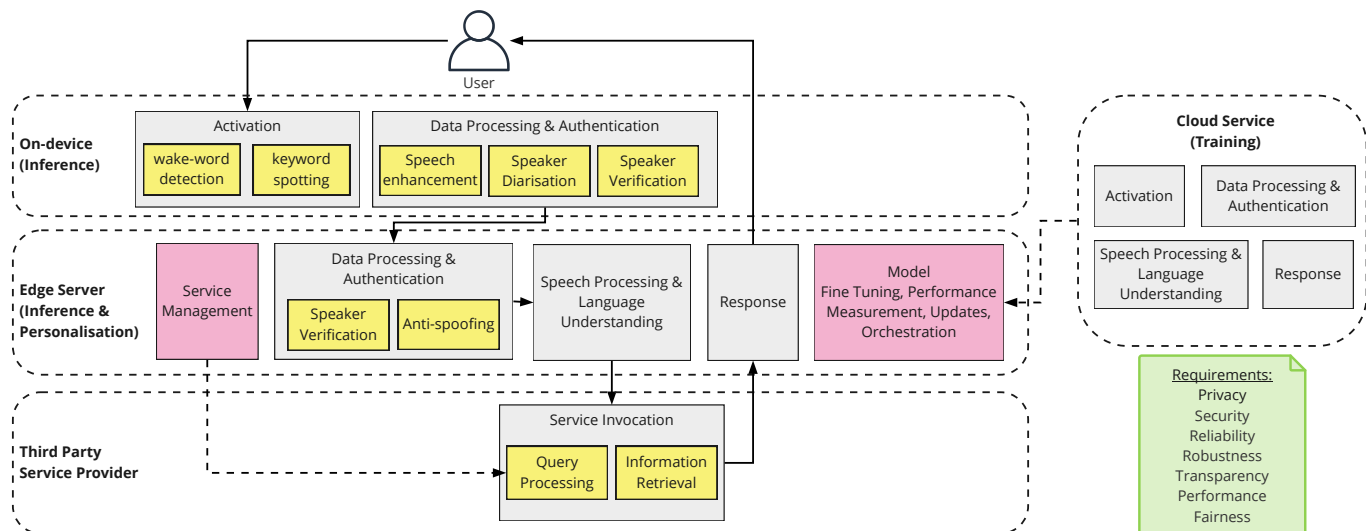 User
On-device
(Inference)
Activation
wake-word
detection
keyword
spotting
Data Processing & Authentication
Speech
enhancement
Speaker
Diarisation
Speaker
Verification
Cloud Service
(Training)
Activation
Data Processing &
Authentication
Speech Processing &
Language
Understanding
Response
Edge Server
(Inference &
Personalisation)
Service
Management
Data Processing &
Authentication
Speaker
Verification
Anti-spoofing
Speech Processing &
Language
Understanding
Response
Model
Fine Tuning, Performance
Measurement, Updates,
Orchestration
Third Party
Service Provider
Service Invocation
Query
Processing
Information
Retrieval
Requirements:
Privacy
Security
Reliability
Robustness
Transparency
Performance
Fairness